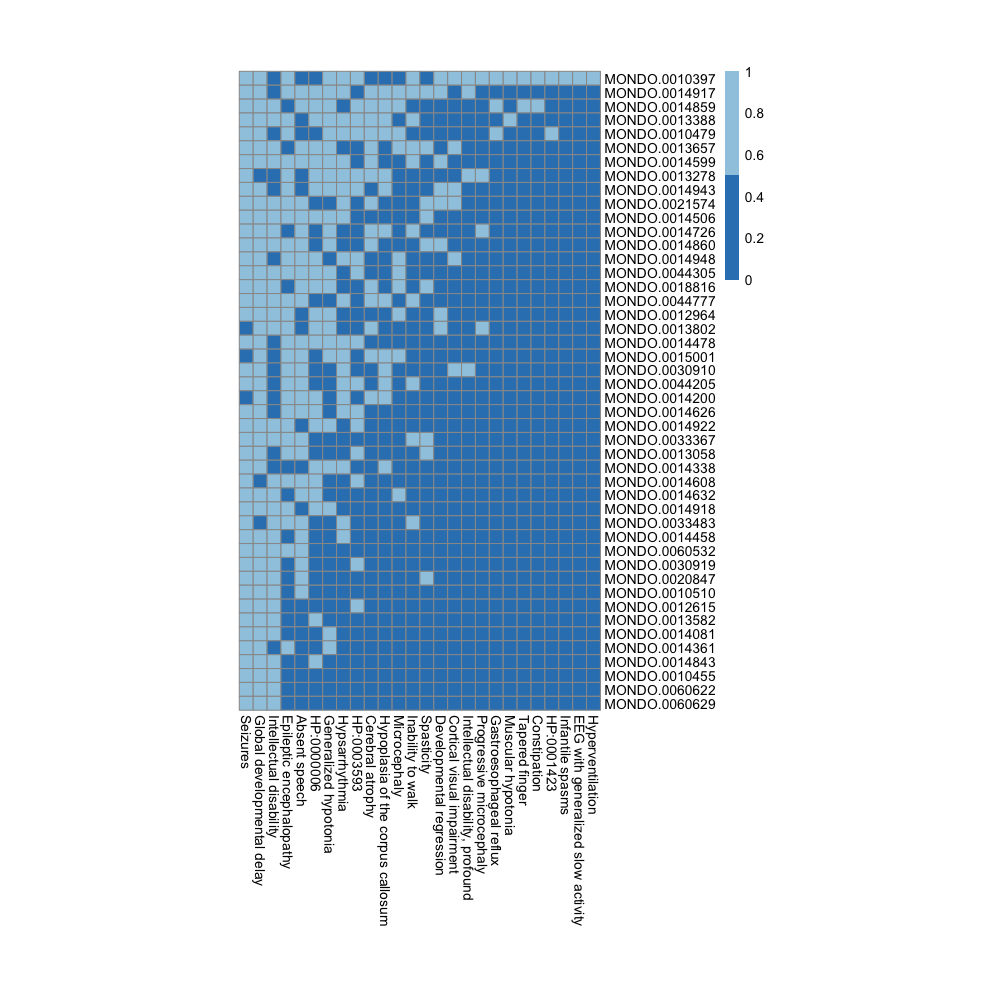 1
0.8
0.6
0.4
0.2
0
MONDO.0010397
MONDO.0014917
MONDO.0014859
MONDO.0013388
MONDO.0010479
MONDO.0013657
MONDO.0014599
MONDO.0013278
MONDO.0014943
MONDO.0021574
MONDO.0014506
MONDO.0014726
MONDO.0014860
MONDO.0014948
MONDO.0044305
MONDO.0018816
MONDO.0044777
MONDO.0012964
MONDO.0013802
MONDO.0014478
MONDO.0015001
MONDO.0030910
MONDO.0044205
MONDO.0014200
MONDO.0014626
MONDO.0014922
MONDO.0033367
MONDO.0013058
MONDO.0014338
MONDO.0014608
MONDO.0014632
MONDO.0014918
MONDO.0033483
MONDO.0014458
MONDO.0060532
MONDO.0030919
MONDO.0020847
MONDO.0010510
MONDO.0012615
MONDO.0013582
MONDO.0014081
MONDO.0014361
MONDO.0014843
MONDO.0010455
MONDO.0060622
MONDO.0060629
Seizures
Global developmental delay
Intellectual disability
Epileptic encephalopathy
Absent speech
HP:0000006
Generalized hypotonia
Hypsarrhythmia
HP:0003593
Cerebral atrophy
Hypoplasia of the corpus callosum
Microcephaly
Inability to walk
Spasticity
Developmental regression
Cortical visual impairment
Intellectual disability, profound
Progressive microcephaly
Gastroesophageal reflux
Muscular hypotonia
Tapered finger
Constipation
HP:0001423
Infantile spasms
EEG with generalized slow activity
Hyperventilation